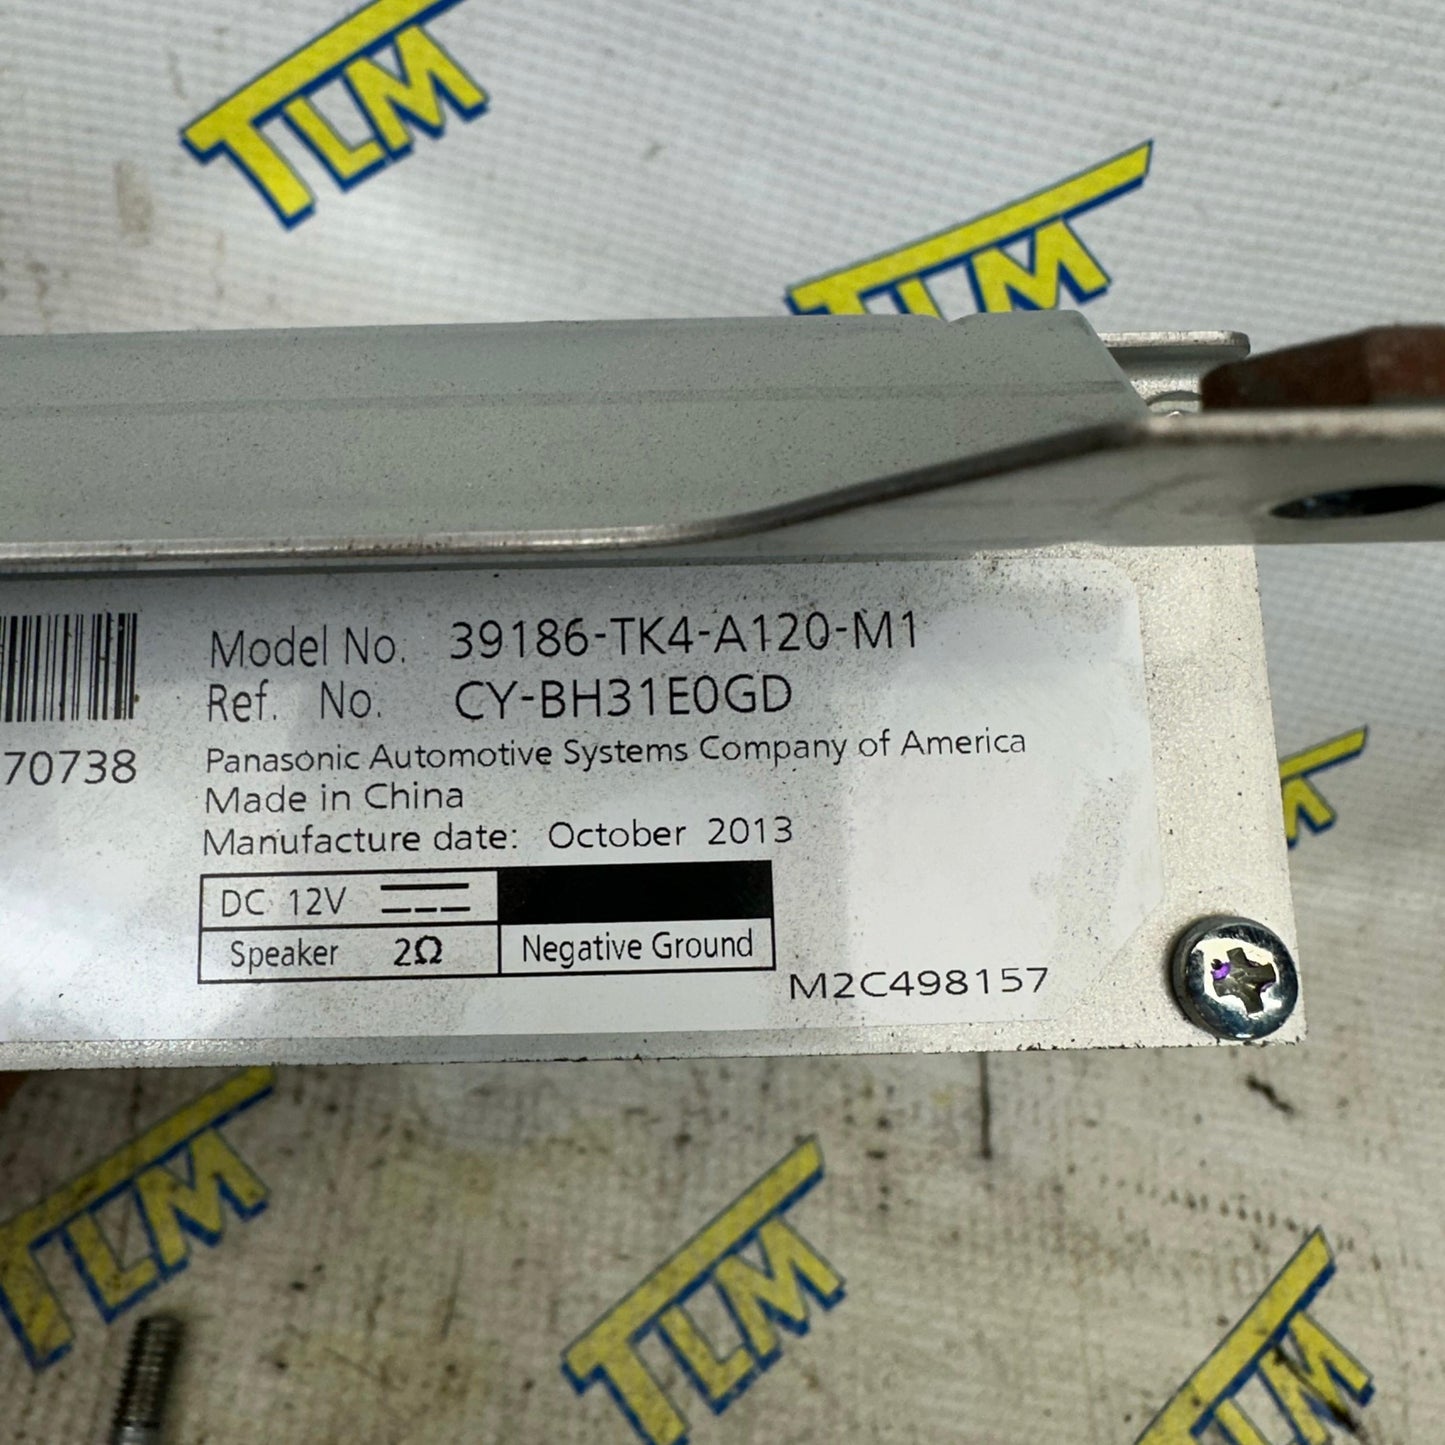 TLM
TLM
Model No. 39186-TK4-A120-M1
Ref. No. CY-BH31E0GD
70738
Panasonic Automotive Systems Company of America
Made in China
Manufacture date: October 2013
DC 12V
Speaker 2Ω
Negative Ground
M2C498157
TLM
TLM
TLM